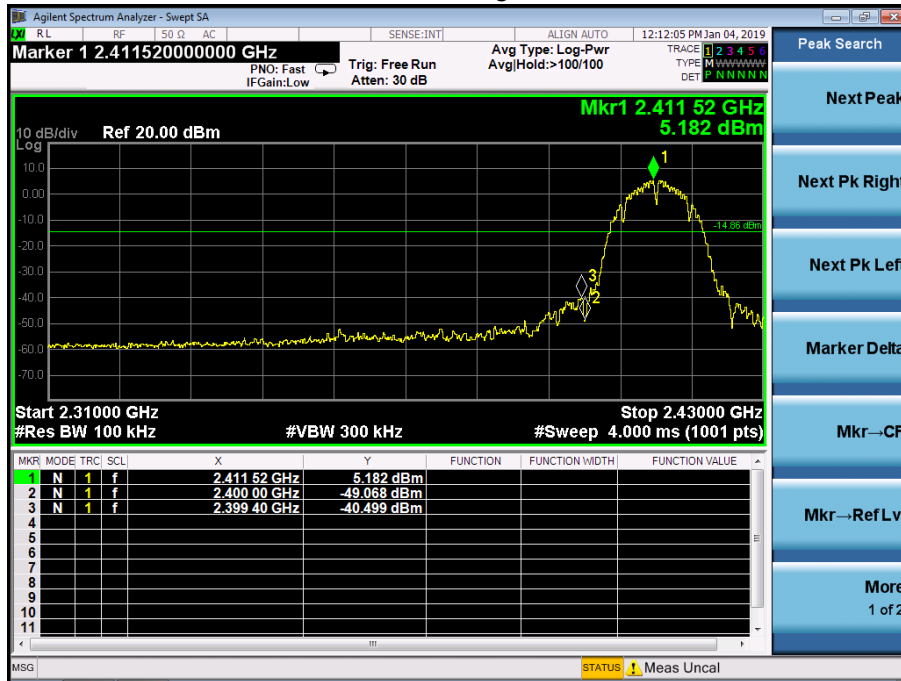 Agilent Spectrum Analyzer - Swept SA
LXI RL RF 50 Ω AC SENSE:INT ALIGN AUTO 12:12:05 PM Jan 04, 2019
Marker 1 2.411520000000 GHz
PNO: Fast
IFGain:Low
Trig: Free Run
Atten: 30 dB
Avg Type: Log-Pwr
Avg|Hold:>100/100
TRACE 1 2 3 4 5 6
TYPE M WWWWW
DET P N N N N N
Peak Search
Mkr1 2.411 52 GHz
5.182 dBm
10 dB/div Ref 20.00 dBm
Log
10.0
0.00
-10.0
-20.0
-30.0
-40.0
-50.0
-60.0
-70.0
1
-14.86 dBm
3
2
Start 2.31000 GHz Stop 2.43000 GHz
#Res BW 100 kHz #VBW 300 kHz #Sweep 4.000 ms (1001 pts)
MKR MODE TRC SCL X Y FUNCTION FUNCTION WIDTH FUNCTION VALUE
1 N 1 f 2.411 52 GHz 5.182 dBm
2 N 1 f 2.400 00 GHz -49.068 dBm
3 N 1 f 2.399 40 GHz -40.499 dBm
4
5
6
7
8
9
10
11
Next Peak
Next Pk Right
Next Pk Left
Marker Delta
Mkr→CF
Mkr→Ref Lv
More
1 of 2
MSG STATUS Meas Uncal